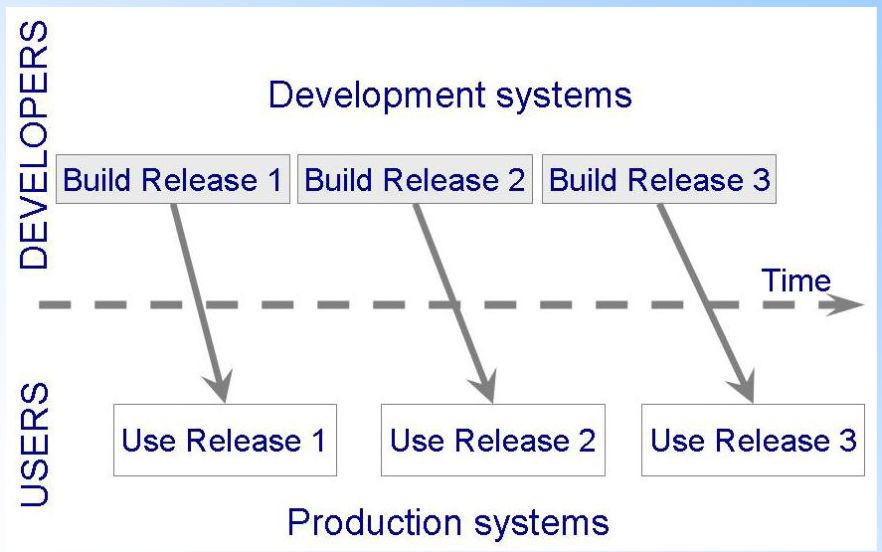 DEVELOPERS
Development systems
Build Release 1
Build Release 2
Build Release 3
Time
USERS
Use Release 1
Use Release 2
Use Release 3
Production systems